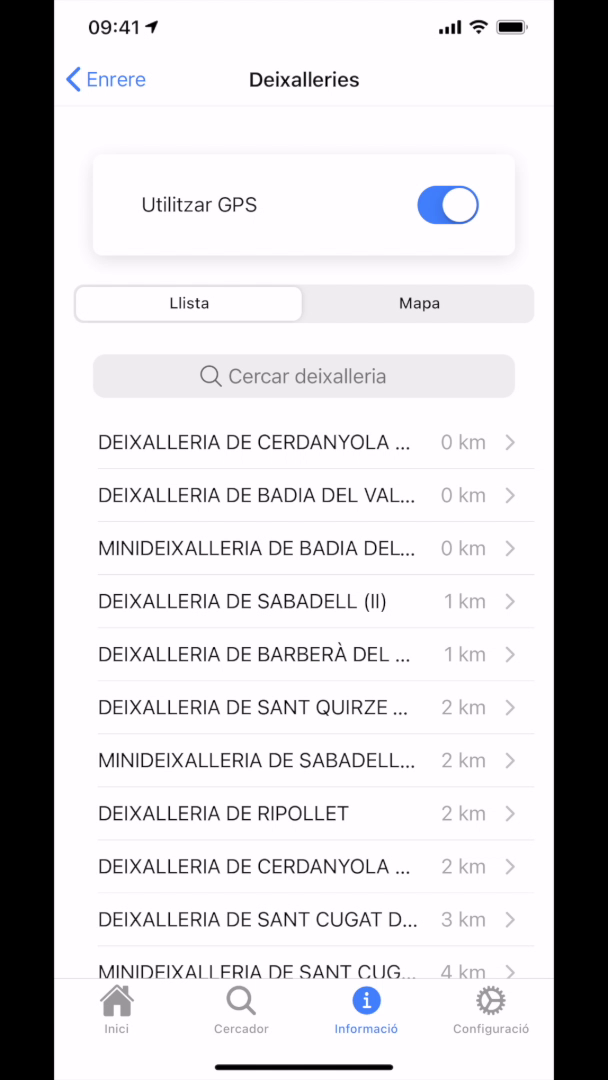 09:41
Enrere Deixalleries
Utilitzar GPS
Llista Mapa
Cercar deixalleria
DEIXALLERIA DE CERDANYOLA ... 0 km
DEIXALLERIA DE BADIA DEL VAL... 0 km
MINIDEIXALLERIA DE BADIA DEL... 0 km
DEIXALLERIA DE SABADELL (II) 1 km
DEIXALLERIA DE BARBERÀ DEL ... 1 km
DEIXALLERIA DE SANT QUIRZE ... 2 km
MINIDEIXALLERIA DE SABADELL... 2 km
DEIXALLERIA DE RIPOLLET 2 km
DEIXALLERIA DE CERDANYOLA ... 2 km
DEIXALLERIA DE SANT CUGAT D... 3 km
MINIDEIXALLERIA DE SANT CUG... 4 km
Inici Cercador Informació Configuració